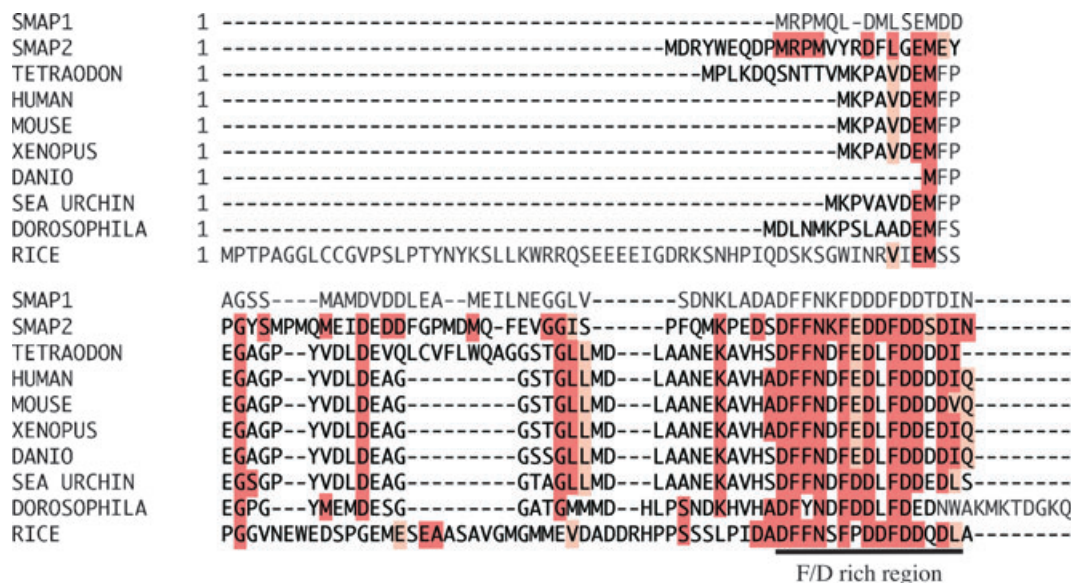 SMAP1 1 ---------------------------------------------MRPMQL-DMLSEMDD
SMAP2 1 ------------------------------------MDRYWEQDPMRPMVYRDFLGEMEY
TETRAODON 1 ---------------------------------------MPLKDQSNTTVMKPAVDEMFP
HUMAN 1 --------------------------------------------------MKPAVDEMFP
MOUSE 1 --------------------------------------------------MKPAVDEMFP
XENOPUS 1 --------------------------------------------------MKPAVDEMFP
DANIO 1 ---------------------------------------------------------MFP
SEA URCHIN 1 -------------------------------------------------MKPVAVDEMFP
DOROSOPHILA 1 --------------------------------------------MDLNMKPSLAADEMFS
RICE 1 MPTPAGGLCCGVPSLPTYNYKSLLKWRRQSEEEEEIGDRKSNHPIQDSKSGWINRVIEMSS
SMAP1 AGSS----MAMDVDDLEA--MEILNEGGLV-------SDNKLADADFFNKFDDDFDDTDIN--------
SMAP2 PGYSMPMQMEIDEDDFGPMDMQ-FEVGGIS-------PFQMKPEDSDFFNKFEDDFDDSDIN--------
TETRAODON EGAGP--YVDLDEVQLCVFLWQAGGSTGLLMD---LAANEKAVHSDFFNDFEDLFDDDDI---------
HUMAN EGAGP--YVDLDEAG---------GSTGLLMD---LAANEKAVHADFFNDFEDLFDDDDIQ--------
MOUSE EGAGP--YVDLDEAG---------GSTGLLMD---LAANEKAVHADFFNDFEDLFDDDDVQ--------
XENOPUS EGAGP--YVDLDEAG---------GSTGLLMD---LAANEKAVHADFFNDFEDLFDDEDIQ--------
DANIO EGAGP--YVDLDEAG---------GSSGLLMD---LAANEKAVHSDFFNDFEDLFDDDDIQ--------
SEA URCHIN EGSGP--YVDLDEAG---------GTAGLLMD---LAANEKAVHADFFNDFDDLFDDEDLS--------
DOROSOPHILA EGPG---YMEMDESG---------GATGMMMD--HLPSNDKHVHADFYNDFDDLFDEDNWAKMKTDGKQ
RICE PGGVNEWEDSPGEMESEAASAVGMGMMEVDADDRHPPSSSLPIDADFFNSFPDDFDDQDLA--------
F/D rich region